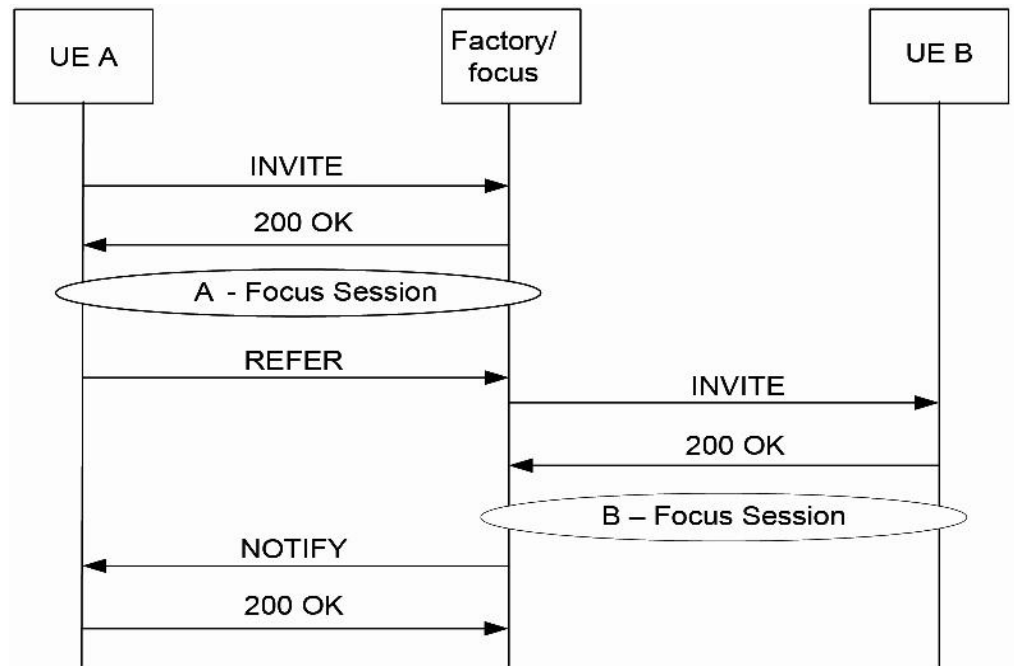 UE A
Factory/
focus
UE B
INVITE
200 OK
A - Focus Session
REFER
INVITE
200 OK
B – Focus Session
NOTIFY
200 OK